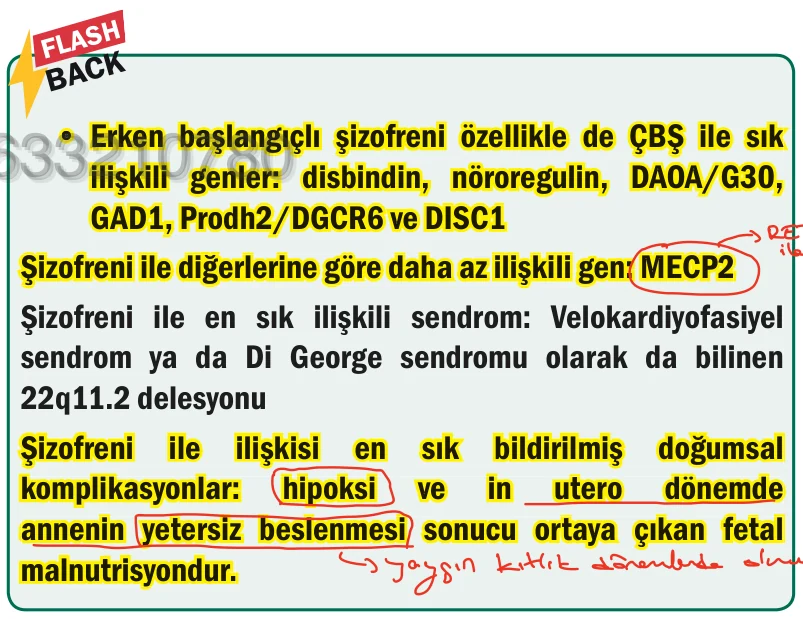 FLASH
BACK
633210780
• Erken başlangıçlı şizofreni özellikle de ÇBŞ ile sık
ilişkili genler: disbindin, nöroregulin, DAOA/G30,
GAD1, Prodh2/DGCR6 ve DISC1
Şizofreni ile diğerlerine göre daha az ilişkili gen: MECP2
Şizofreni ile en sık ilişkili sendrom: Velokardiyofasiyel
sendrom ya da Di George sendromu olarak da bilinen
22q11.2 delesyonu
Şizofreni ile ilişkisi en sık bildirilmiş doğumsal
komplikasyonlar: hipoksi ve in utero dönemde
annenin yetersiz beslenmesi sonucu ortaya çıkan fetal
malnutrisyondur.
yaygın kıtlık dönemlerde